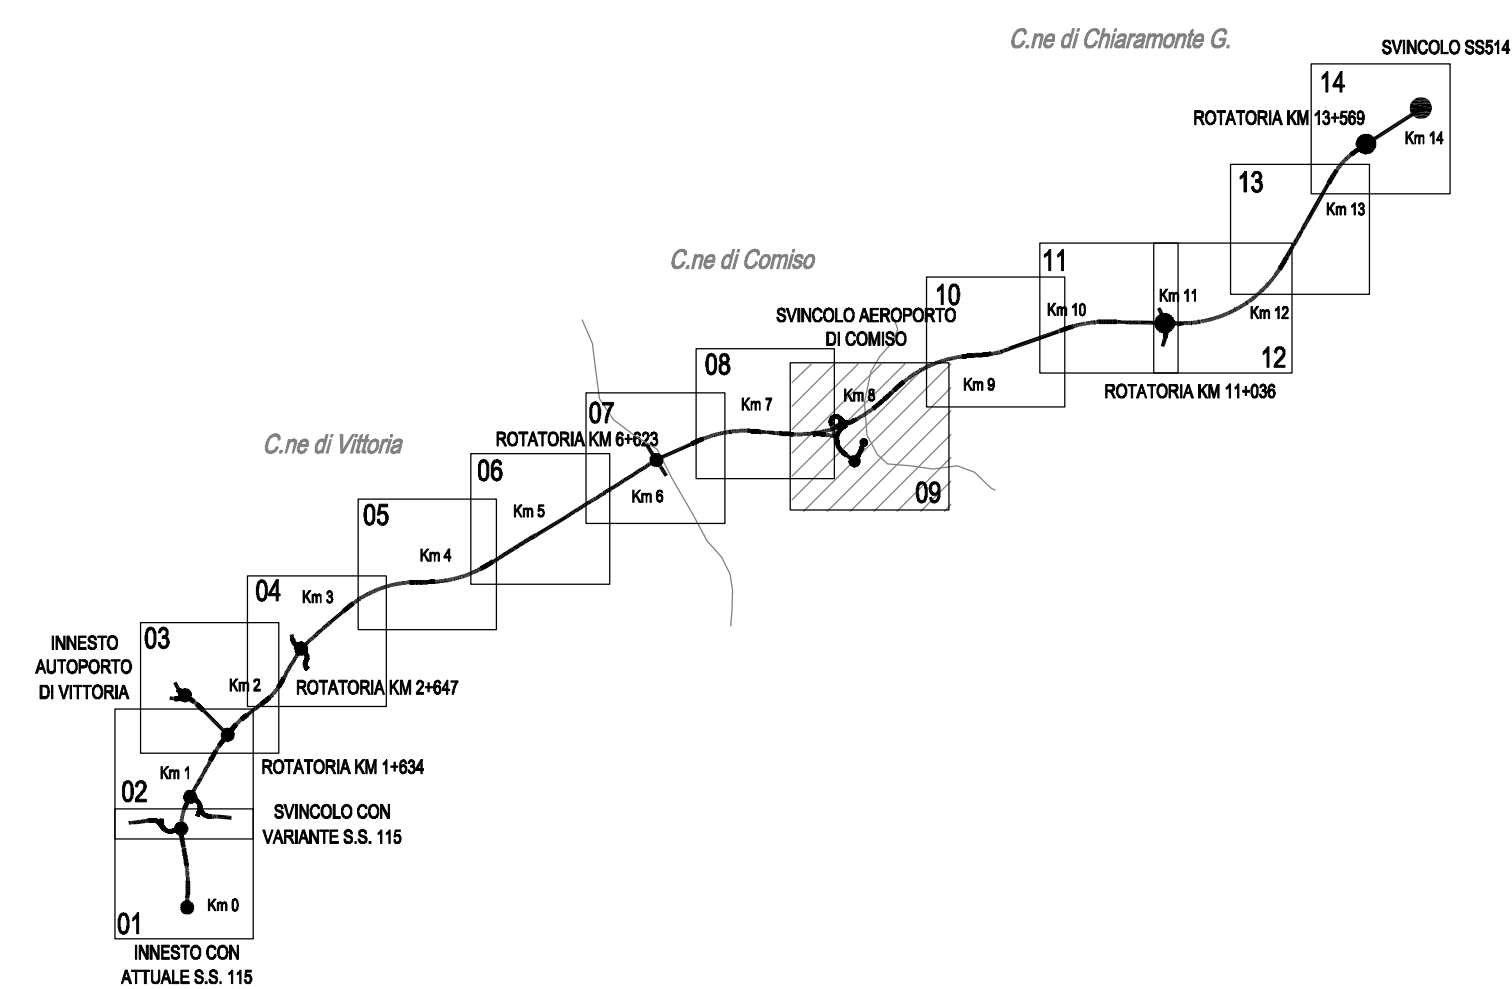 C.ne di Chiaramonte G.
SVINCOLO SS514
14
ROTATORIA KM 13+569
Km 14
13
Km 13
C.ne di Comiso
11
10
Km 11
Km 10
Km 12
SVINCOLO AEROPORTO
DI COMISO
12
08
Km 9
ROTATORIA KM 11+036
Km 8
Km 7
07
C.ne di Vittoria
ROTATORIA KM 6+623
06
09
Km 6
Km 5
05
Km 4
04
Km 3
03
INNESTO
AUTOPORTO
DI VITTORIA
Km 2
ROTATORIA KM 2+647
ROTATORIA KM 1+634
Km 1
02
SVINCOLO CON
VARIANTE S.S. 115
Km 0
01
INNESTO CON
ATTUALE S.S. 115